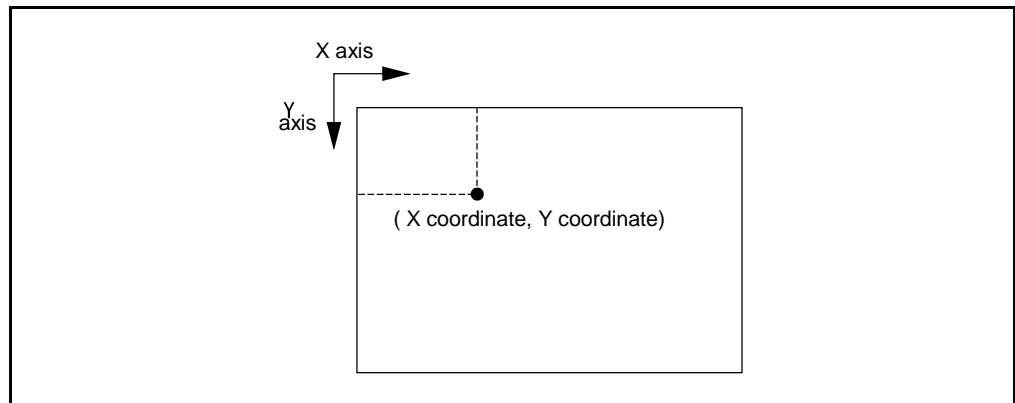 X axis
Y
axis
( X coordinate, Y coordinate)